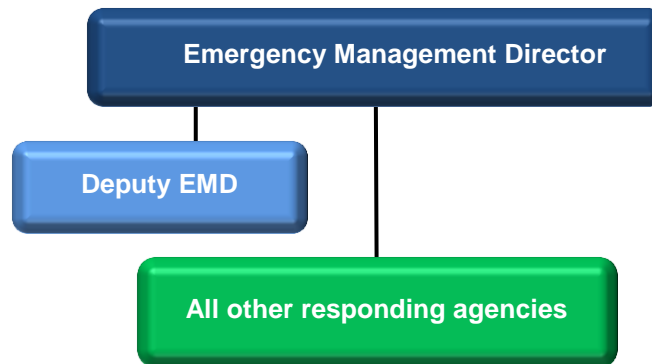 Emergency Management Director
Deputy EMD
All other responding agencies